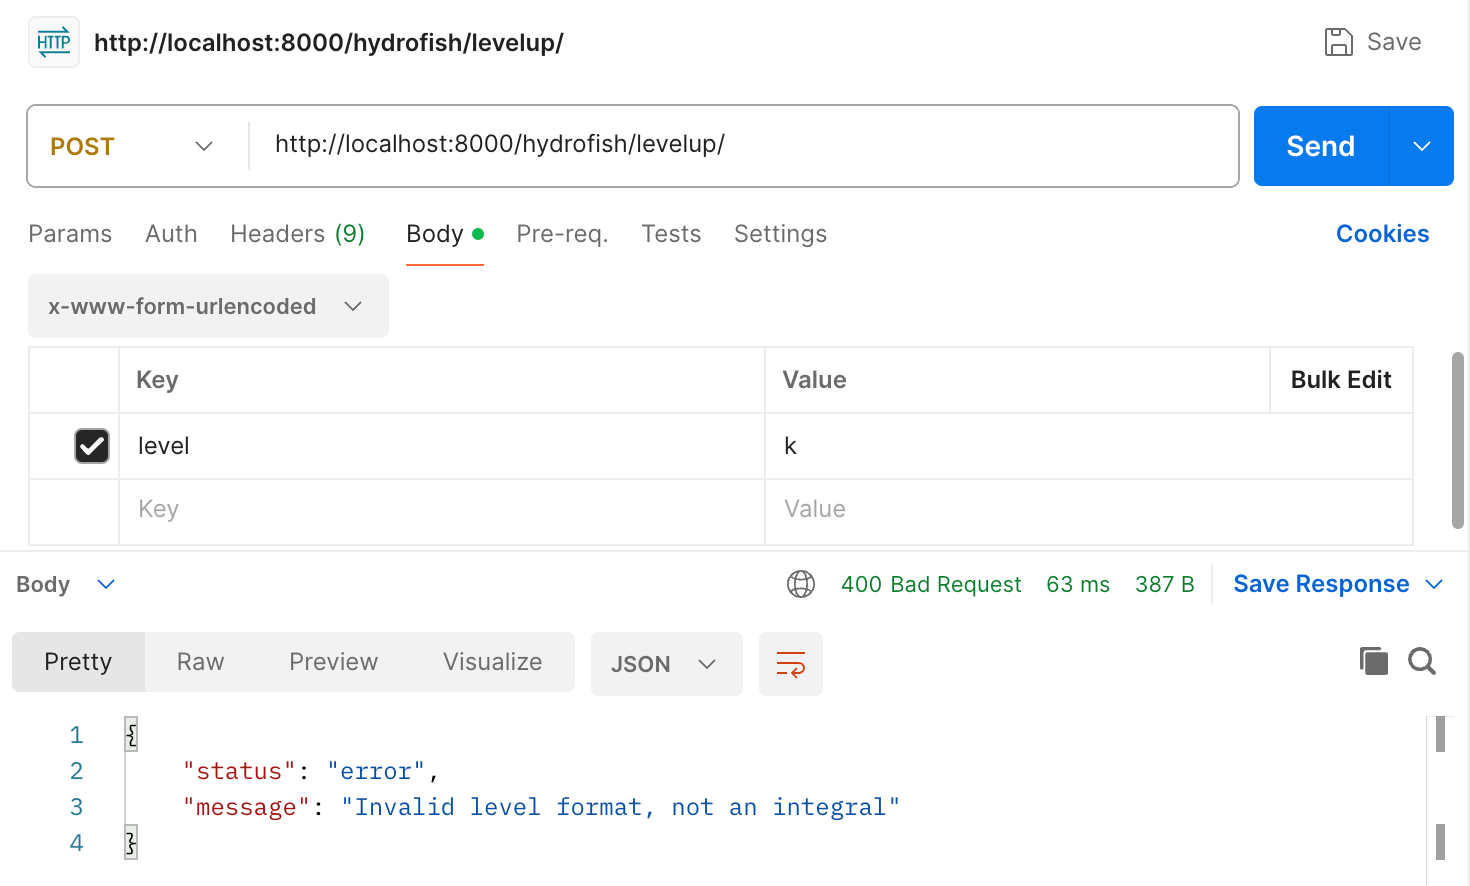 HTTP http://localhost:8000/hydrofish/levelup/ Save
POST http://localhost:8000/hydrofish/levelup/ Send
Params Auth Headers (9) Body Pre-req. Tests Settings Cookies
x-www-form-urlencoded
Key Value Bulk Edit
level k
Key Value
Body 400 Bad Request 63 ms 387 B Save Response
Pretty Raw Preview Visualize JSON
1 {
2 "status": "error",
3 "message": "Invalid level format, not an integral"
4 }